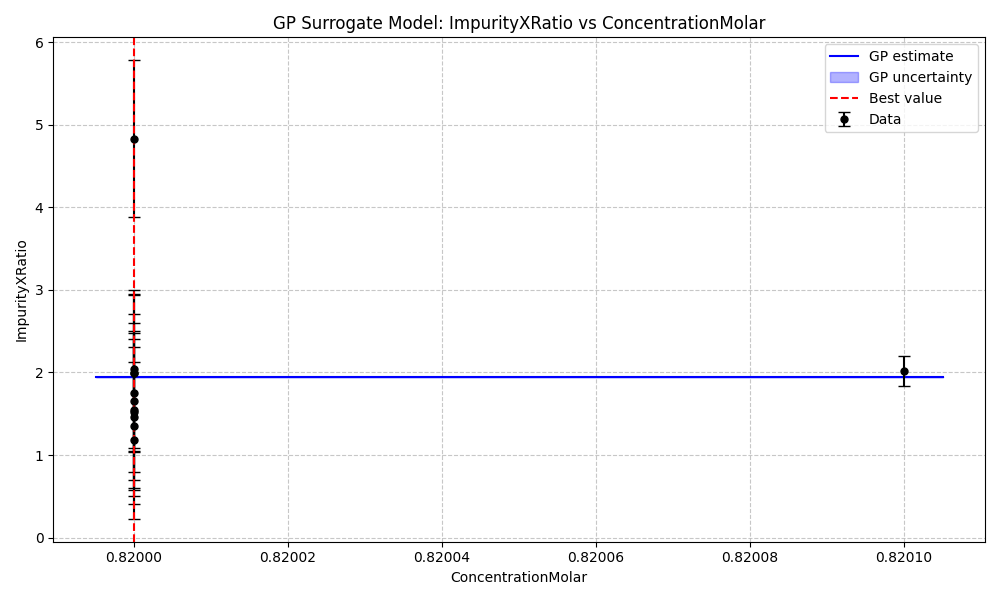 GP Surrogate Model: ImpurityXRatio vs ConcentrationMolar
6
5
4
3
2
1
0
ImpurityXRatio
GP estimate
GP uncertainty
Best value
Data
0.82000
0.82002
0.82004
0.82006
0.82008
0.82010
ConcentrationMolar